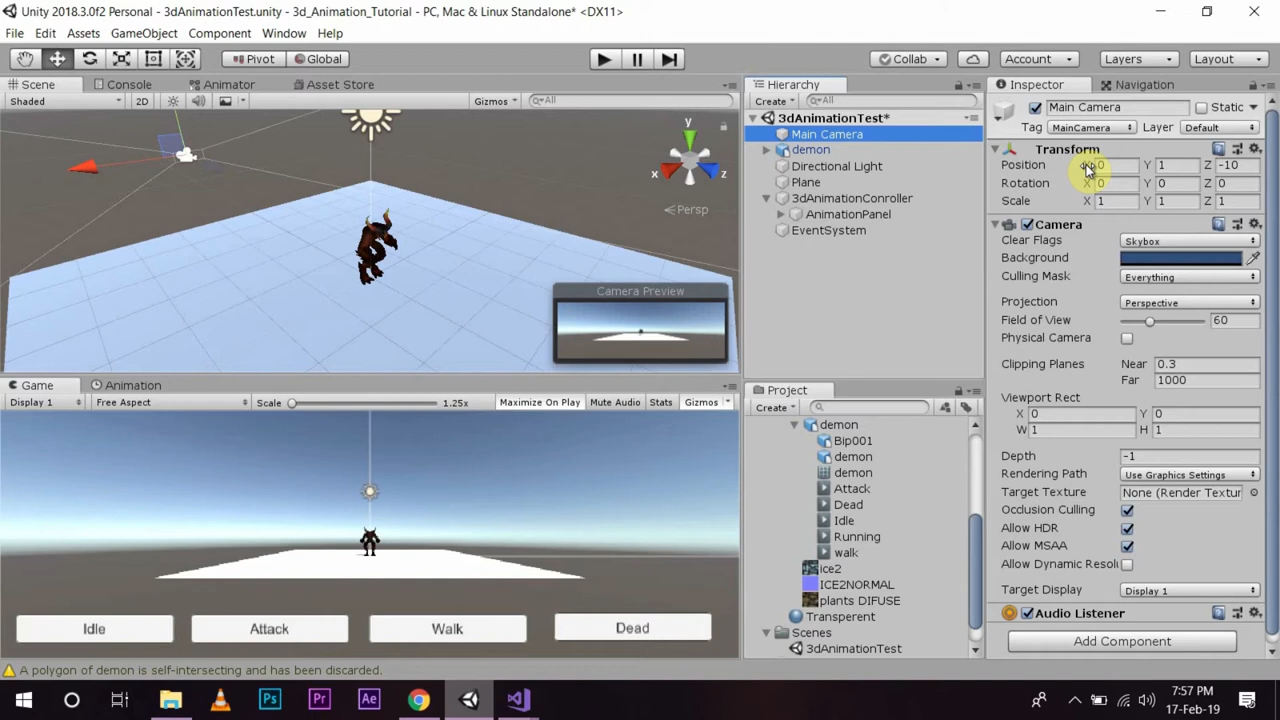 Unity 2018.3.0f2 Personal - 3dAnimationTest.unity - 3d_Animation_Tutorial - PC, Mac & Linux Standalone* <DX11>
File Edit Assets GameObject Component Window Help
Pivot Global Collab Account Layers Layout
Scene Console Animator Asset Store
Shaded 2D Gizmos All
y
x z
Persp
Camera Preview
Game Animation
Display 1 Free Aspect Scale 1.25x Maximize On Play Mute Audio Stats Gizmos
Idle Attack Walk Dead
Hierarchy
Create All
3dAnimationTest*
Main Camera
demon
Directional Light
Plane
3dAnimationConroller
AnimationPanel
EventSystem
Project
Create
demon
Bip001
demon
demon
Attack
Dead
Idle
Running
walk
ice2
ICE2NORMAL
plants DIFUSE
Transperent
Scenes
3dAnimationTest
Inspector Navigation
Main Camera Static
Tag MainCamera Layer Default
Transform
Position 0 Y 1 Z -10
Rotation X 0 Y 0 Z 0
Scale X 1 Y 1 Z 1
Camera
Clear Flags Skybox
Background
Culling Mask Everything
Projection Perspective
Field of View 60
Physical Camera
Clipping Planes Near 0.3
Far 1000
Viewport Rect
X 0 Y 0
W 1 H 1
Depth -1
Rendering Path Use Graphics Settings
Target Texture None (Render Textur
Occlusion Culling
Allow HDR
Allow MSAA
Allow Dynamic Resol
Target Display Display 1
Audio Listener
Add Component
A polygon of demon is self-intersecting and has been discarded.
Ps Pr Ae
7:57 PM
17-Feb-19